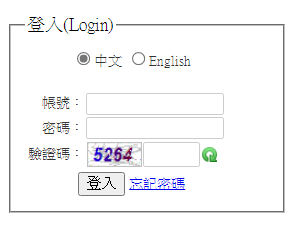 登入(Login)
中文 English
帳號：
密碼：
驗證碼： 5264
登入 忘記密碼